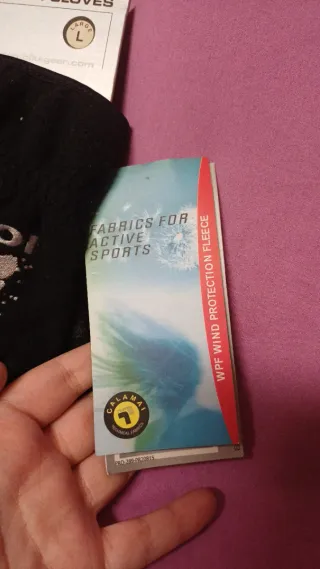 GLOVES
LARGE
L
FABRICS FOR
ACTIVE
SPORTS
WPF WIND PROTECTION FLEECE
CALAMAI